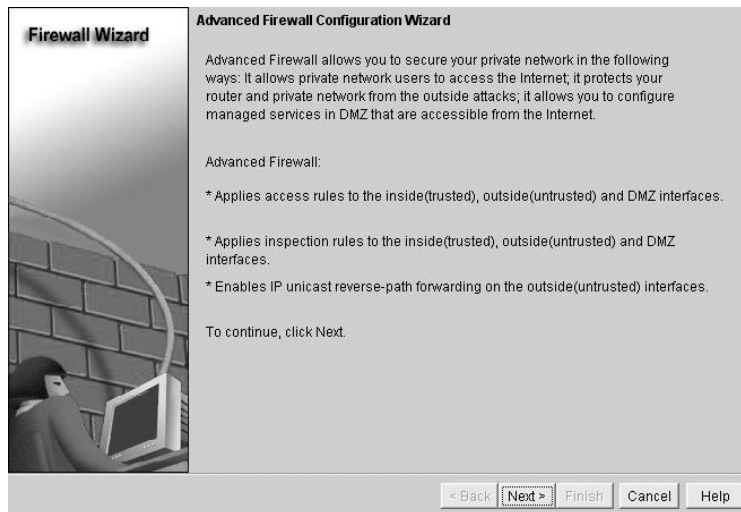 Firewall Wizard
Advanced Firewall Configuration Wizard
Advanced Firewall allows you to secure your private network in the following
ways: It allows private network users to access the Internet; it protects your
router and private network from the outside attacks; it allows you to configure
managed services in DMZ that are accessible from the Internet.
Advanced Firewall:
* Applies access rules to the inside(trusted), outside(untrusted) and DMZ interfaces.
* Applies inspection rules to the inside(trusted), outside(untrusted) and DMZ
interfaces.
* Enables IP unicast reverse-path forwarding on the outside(untrusted) interfaces.
To continue, click Next.
< Back Next > Finish Cancel Help